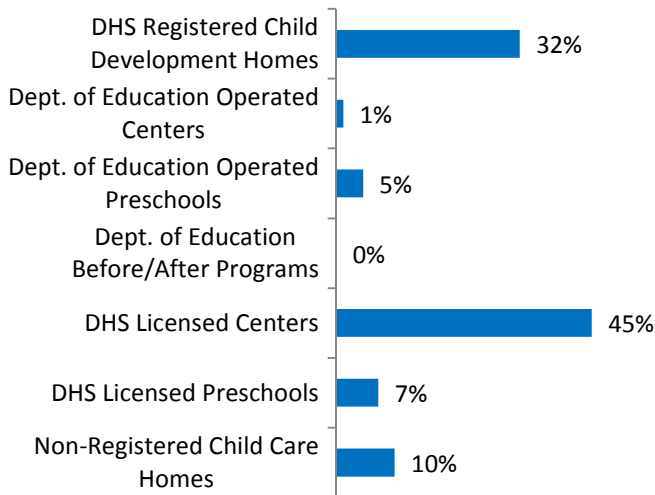 DHS Registered Child
Development Homes
32%
Dept. of Education Operated
Centers
1%
Dept. of Education Operated
Preschools
5%
Dept. of Education
Before/After Programs
0%
DHS Licensed Centers
45%
DHS Licensed Preschools
7%
Non-Registered Child Care
Homes
10%